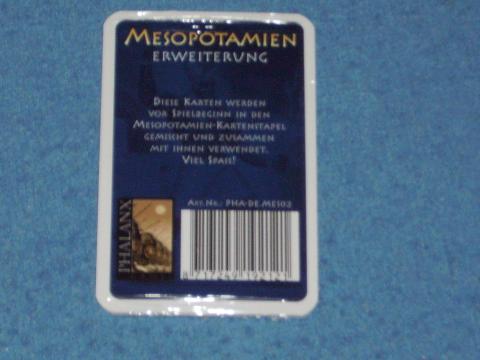 MESOPOTAMIEN
ERWEITERUNG
DIESE KARTEN WERDEN
VOR SPIELBEGINN IN DEN
MESOPOTAMIEN-KARTENSTAPEL
GEMISCHT UND ZUSAMMEN
MIT IHNEN VERWENDET.
VIEL SPASS!
ART.NR.: PHA-DE.MES02
PHALANX